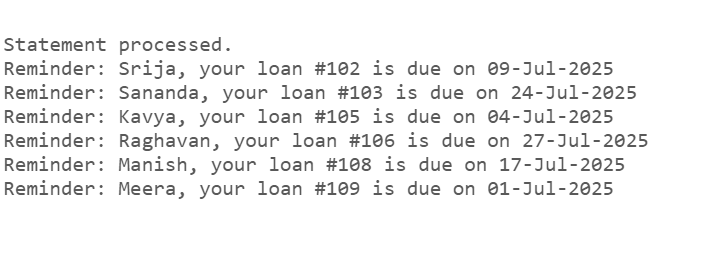 Statement processed.
Reminder: Srija, your loan #102 is due on 09-Jul-2025
Reminder: Sananda, your loan #103 is due on 24-Jul-2025
Reminder: Kavya, your loan #105 is due on 04-Jul-2025
Reminder: Raghavan, your loan #106 is due on 27-Jul-2025
Reminder: Manish, your loan #108 is due on 17-Jul-2025
Reminder: Meera, your loan #109 is due on 01-Jul-2025